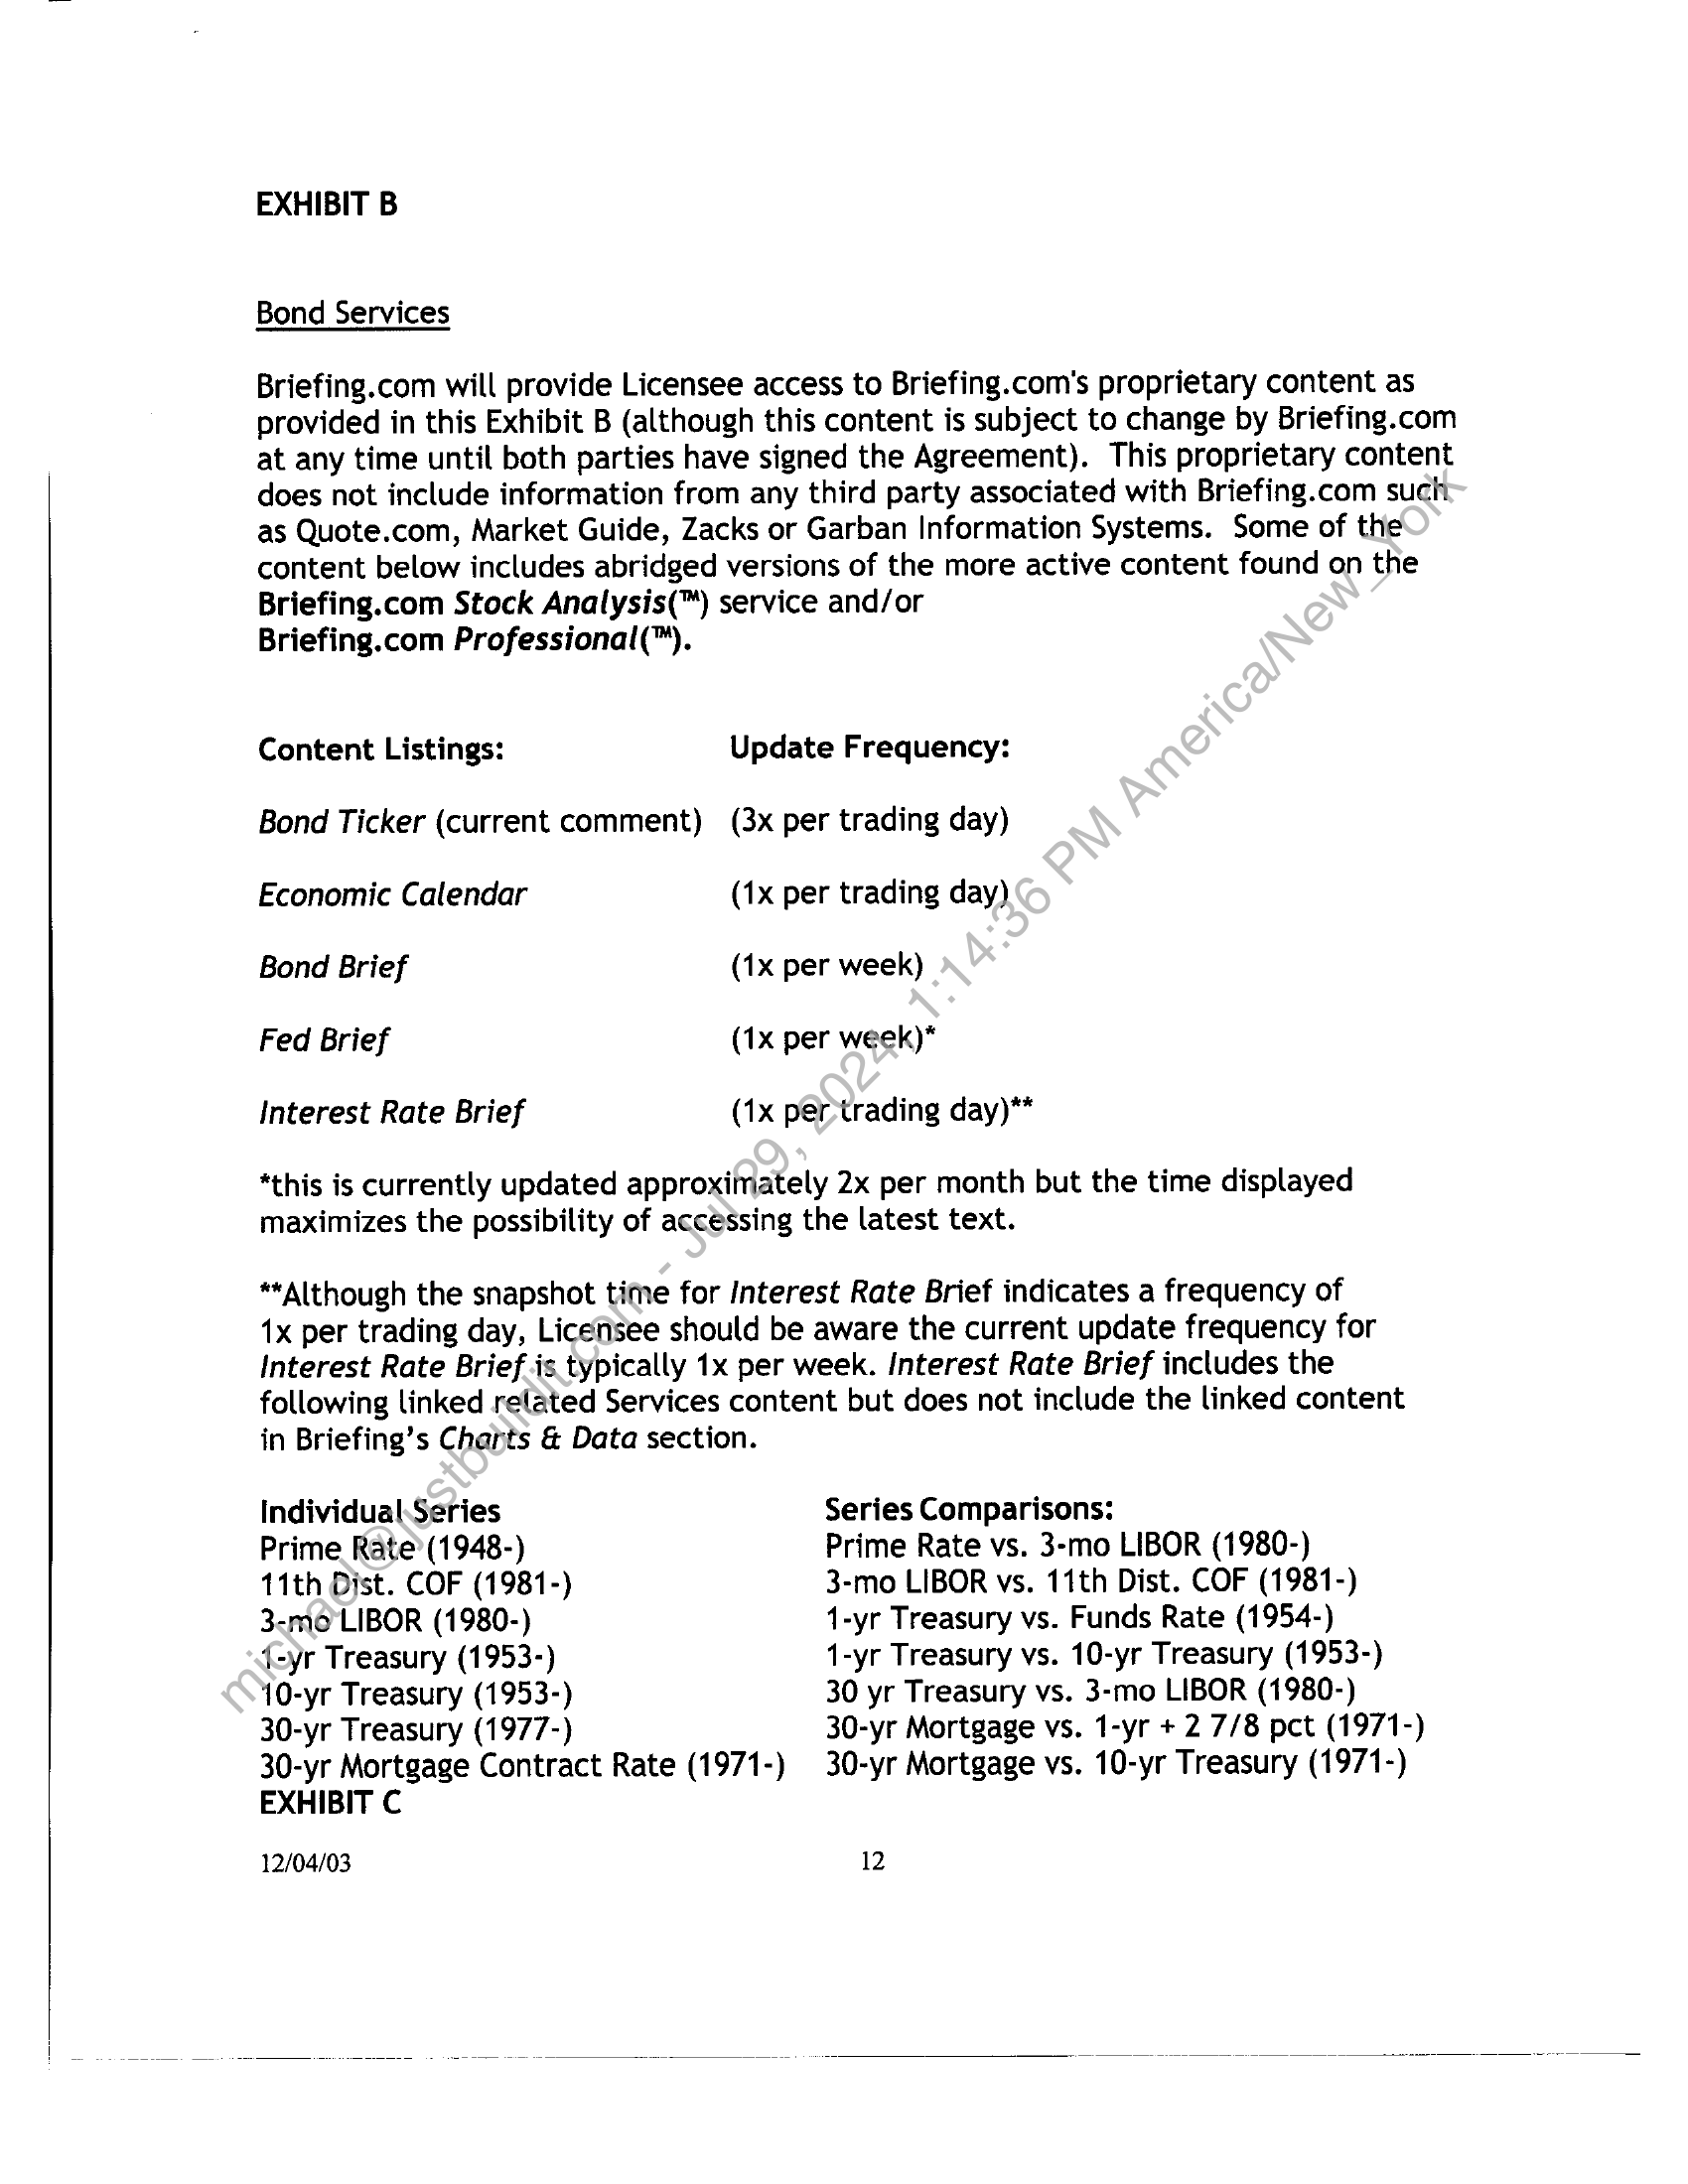 EXHIBIT B
Bond Services
Briefing.com will provide Licensee access to Briefing.com's proprietary content as
provided in this Exhibit B (although this content is subject to change by Briefing.com
at any time until both parties have signed the Agreement).  This proprietary content
does not include information from any third party associated with Briefing.com such
as Quote.com, Market Guide, Zacks or Garban Information Systems.  Some of the
content below includes abridged versions of the more active content found on the
Briefing.com Stock Analysis(™) service and/or
Briefing.com Professional(™).
Content Listings: Update Frequency:
Bond Ticker (current comment) (3x per trading day)
Economic Calendar (1x per trading day)
Bond Brief (1x per week)
Fed Brief (1x per week)*
Interest Rate Brief (1x per trading day)**
*this is currently updated approximately 2x per month but the time displayed
maximizes the possibility of accessing the latest text.
**Although the snapshot time for Interest Rate Brief indicates a frequency of
1x per trading day, Licensee should be aware the current update frequency for
Interest Rate Brief is typically 1x per week. Interest Rate Brief includes the
following linked related Services content but does not include the linked content
in Briefing’s Charts & Data section.
Individual Series Series Comparisons:
Prime Rate (1948-) Prime Rate vs. 3-mo LIBOR (1980-)
11th Dist. COF (1981-) 3-mo LIBOR vs. 11th Dist. COF (1981-)
3-mo LIBOR (1980-) 1-yr Treasury vs. Funds Rate (1954-)
1-yr Treasury (1953-) 1-yr Treasury vs. 10-yr Treasury (1953-)
10-yr Treasury (1953-) 30 yr Treasury vs. 3-mo LIBOR (1980-)
30-yr Treasury (1977-) 30-yr Mortgage vs. 1-yr + 2 7/8 pct (1971-)
30-yr Mortgage Contract Rate (1971-) 30-yr Mortgage vs. 10-yr Treasury (1971-)
EXHIBIT C
12/04/03 12
michael@justbuildit.com - Jul 29, 2024, 1:14:36 PM America/New_York